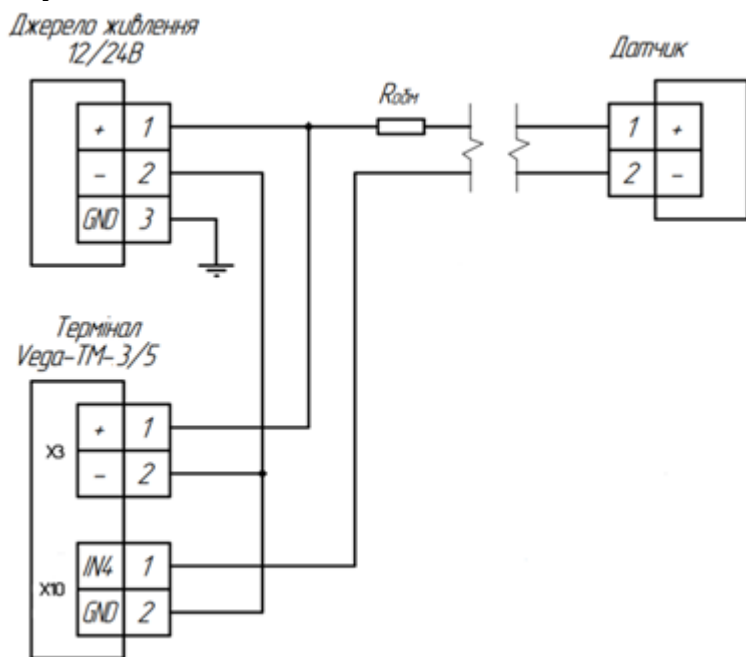 Джерело живлення
12/24В
+ 1
- 2
GND 3
Rобм
Датчик
1 +
2 -
Термінал
Vega-TM-3/5
X3
+ 1
- 2
X10
IN4 1
GND 2